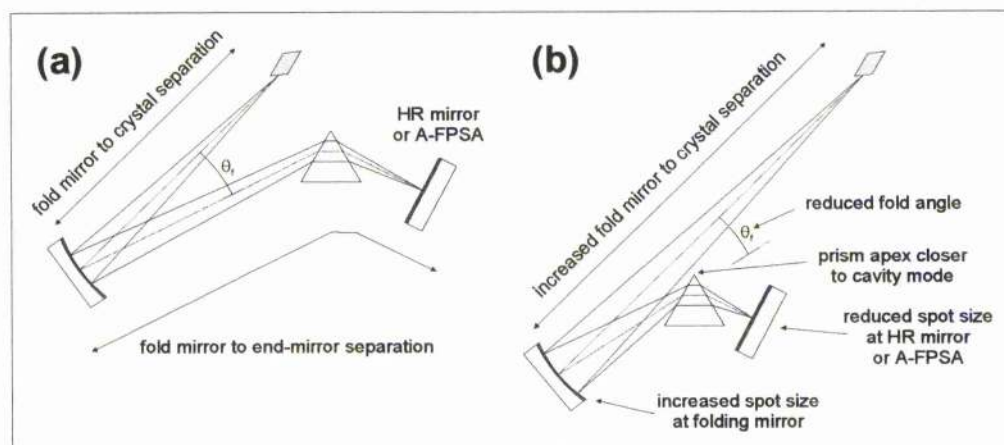 (a)
fold mirror to crystal separation
θf
HR mirror
or A-FPSA
fold mirror to end-mirror separation
(b)
increased fold mirror to crystal separation
θf
reduced fold angle
prism apex closer
to cavity mode
reduced spot size
at HR mirror
or A-FPSA
increased spot size
at folding mirror